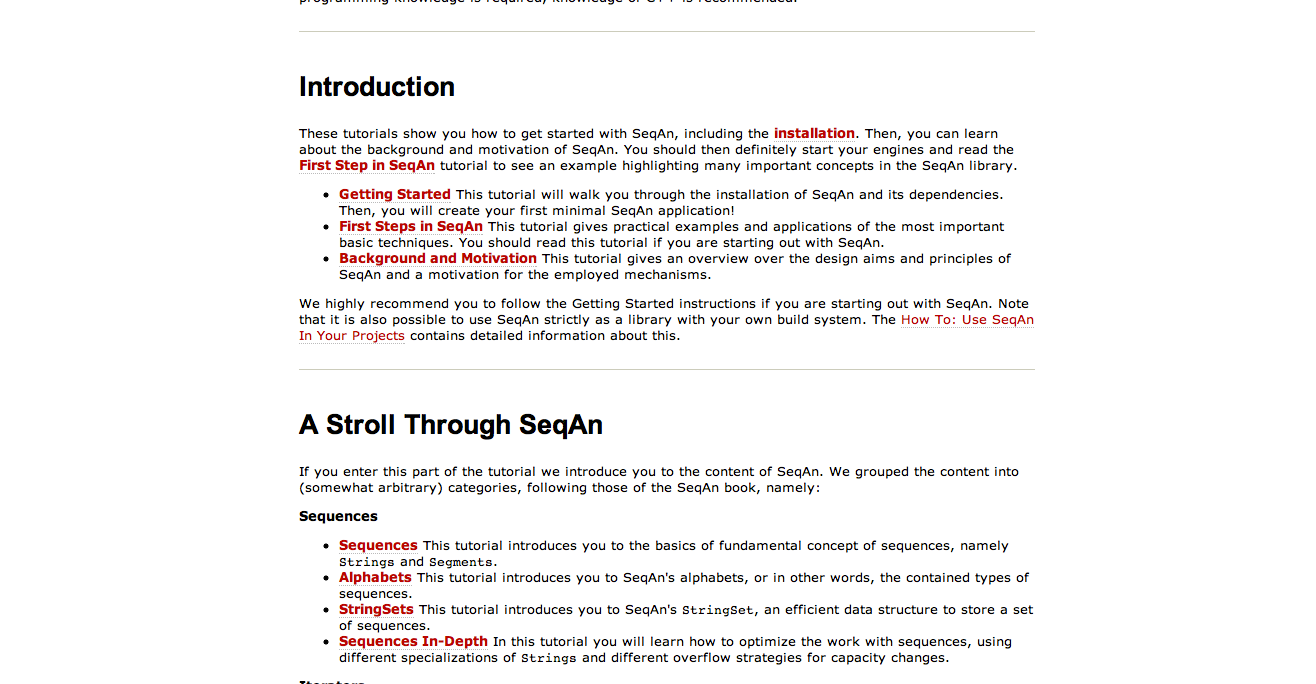 programming knowledge is required, knowledge of C++ is recommended.
Introduction
These tutorials show you how to get started with SeqAn, including the installation. Then, you can learn
about the background and motivation of SeqAn. You should then definitely start your engines and read the
First Step in SeqAn tutorial to see an example highlighting many important concepts in the SeqAn library.
• Getting Started This tutorial will walk you through the installation of SeqAn and its dependencies.
Then, you will create your first minimal SeqAn application!
• First Steps in SeqAn This tutorial gives practical examples and applications of the most important
basic techniques. You should read this tutorial if you are starting out with SeqAn.
• Background and Motivation This tutorial gives an overview over the design aims and principles of
SeqAn and a motivation for the employed mechanisms.
We highly recommend you to follow the Getting Started instructions if you are starting out with SeqAn. Note
that it is also possible to use SeqAn strictly as a library with your own build system. The How To: Use SeqAn
In Your Projects contains detailed information about this.
A Stroll Through SeqAn
If you enter this part of the tutorial we introduce you to the content of SeqAn. We grouped the content into
(somewhat arbitrary) categories, following those of the SeqAn book, namely:
Sequences
• Sequences This tutorial introduces you to the basics of fundamental concept of sequences, namely
Strings and Segments.
• Alphabets This tutorial introduces you to SeqAn's alphabets, or in other words, the contained types of
sequences.
• StringSets This tutorial introduces you to SeqAn's StringSet, an efficient data structure to store a set
of sequences.
• Sequences In-Depth In this tutorial you will learn how to optimize the work with sequences, using
different specializations of Strings and different overflow strategies for capacity changes.
Iterators